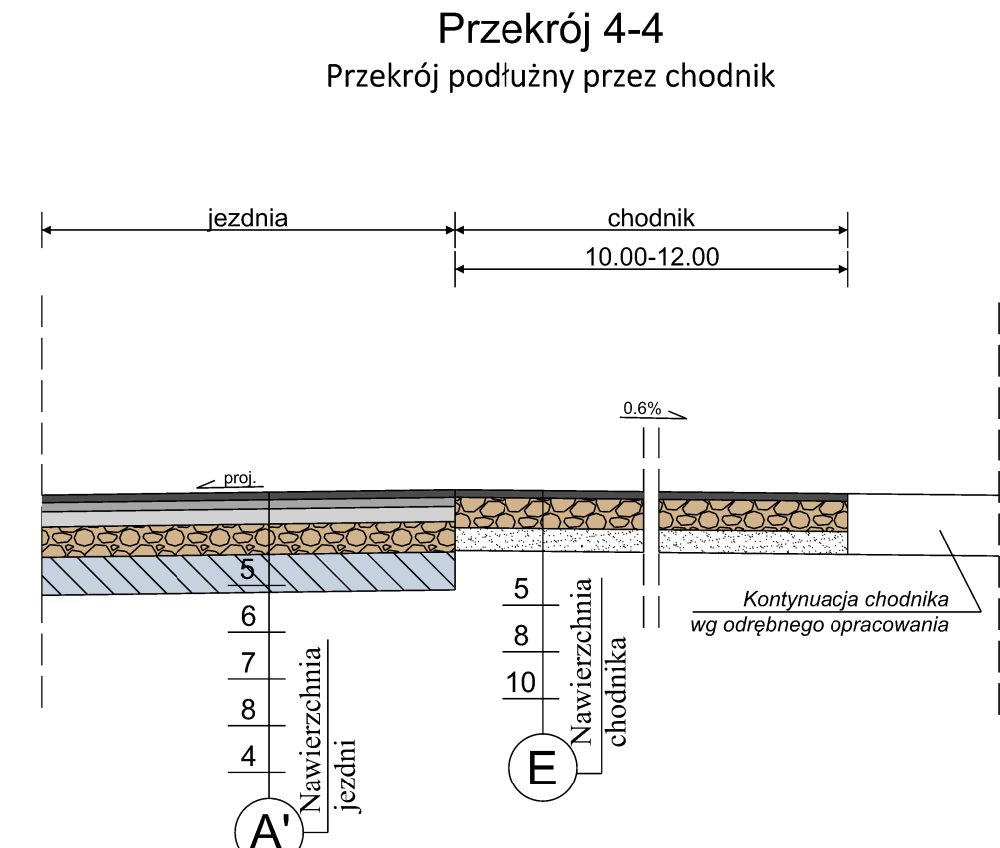 Przekrój 4-4
Przekrój podłużny przez chodnik
jezdnia
chodnik
10.00-12.00
0.6%
proj.
5
6
7
8
4
Nawierzchnia
jezdni
A'
5
8
10
Nawierzchnia
chodnika
E
Kontynuacja chodnika
wg odrębnego opracowania